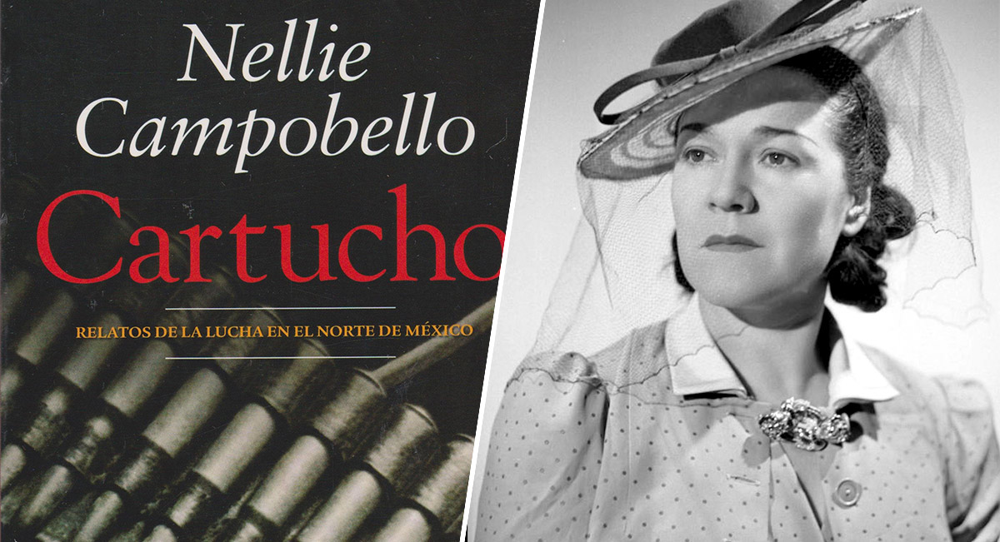 Nellie
Campobello
Cartucho
RELATOS DE LA LUCHA EN EL NORTE DE MÉXICO